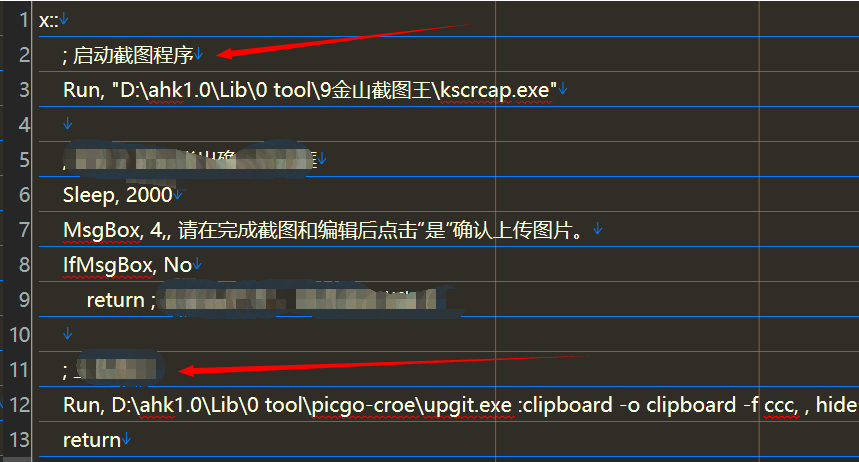 1 x::
2 ; 启动截图程序
3 Run, "D:\ahk1.0\Lib\0 tool\9金山截图王\kscrcap.exe"
4
5
6 Sleep, 2000
7 MsgBox, 4,, 请在完成截图和编辑后点击“是”确认上传图片。
8 IfMsgBox, No
9 return ;
10
11 ;
12 Run, D:\ahk1.0\Lib\0 tool\picgo-croe\upgit.exe :clipboard -o clipboard -f ccc, , hide
13 return